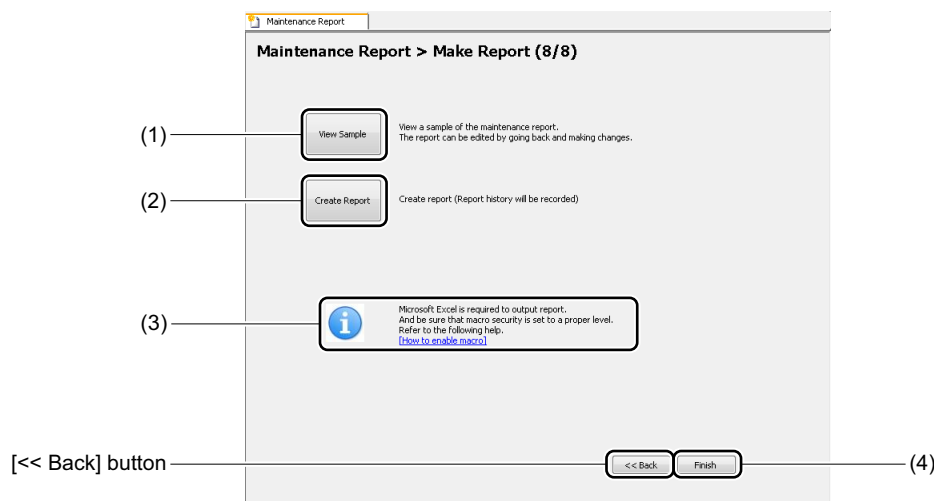 Maintenance Report
Maintenance Report > Make Report (8/8)
(1)
View Sample
View a sample of the maintenance report.
The report can be edited by going back and making changes.
(2)
Create Report
Create report (Report history will be recorded)
(3)
Microsoft Excel is required to output report.
And be sure that macro security is set to a proper level.
Refer to the following help.
[How to enable macro]
[<< Back] button
<< Back
Finish
(4)